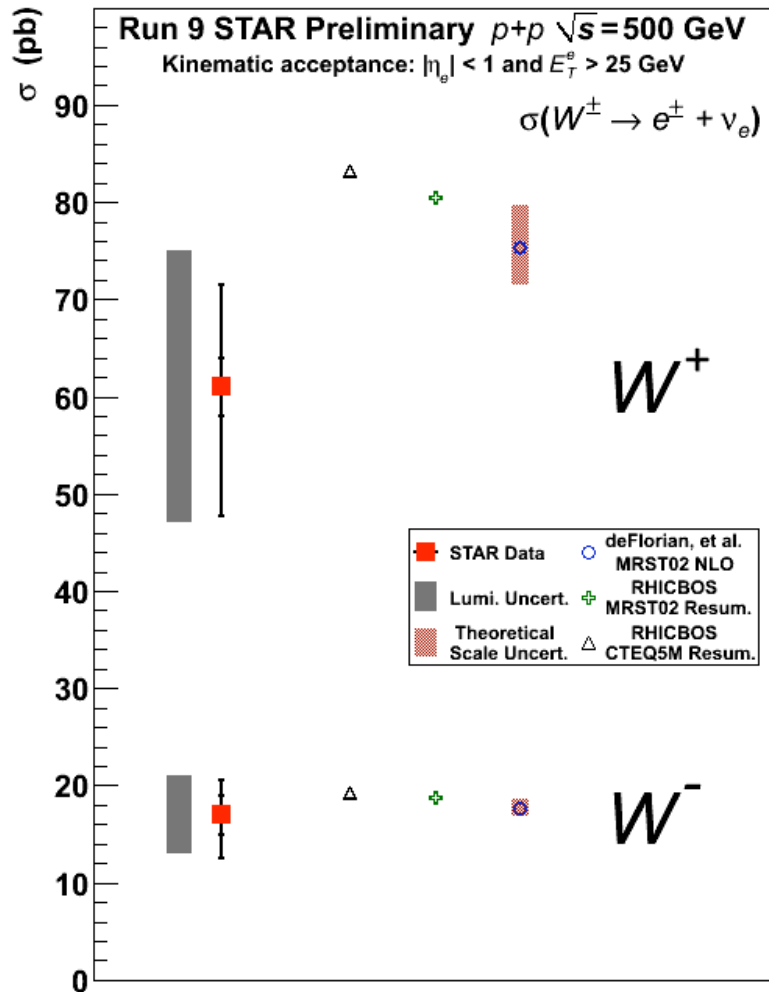 Run 9 STAR Preliminary p+p √s=500 GeV
Kinematic acceptance: |ηₑ| < 1 and E_T^e > 25 GeV
σ (pb)
σ(W± → e± + νₑ)
90
80
70
60
50
40
30
20
10
0
W⁺
STAR Data
Lumi. Uncert.
Theoretical
Scale Uncert.
deFlorian, et al.
MRST02 NLO
RHICBOS
MRST02 Resum.
RHICBOS
CTEQ5M Resum.
W⁻